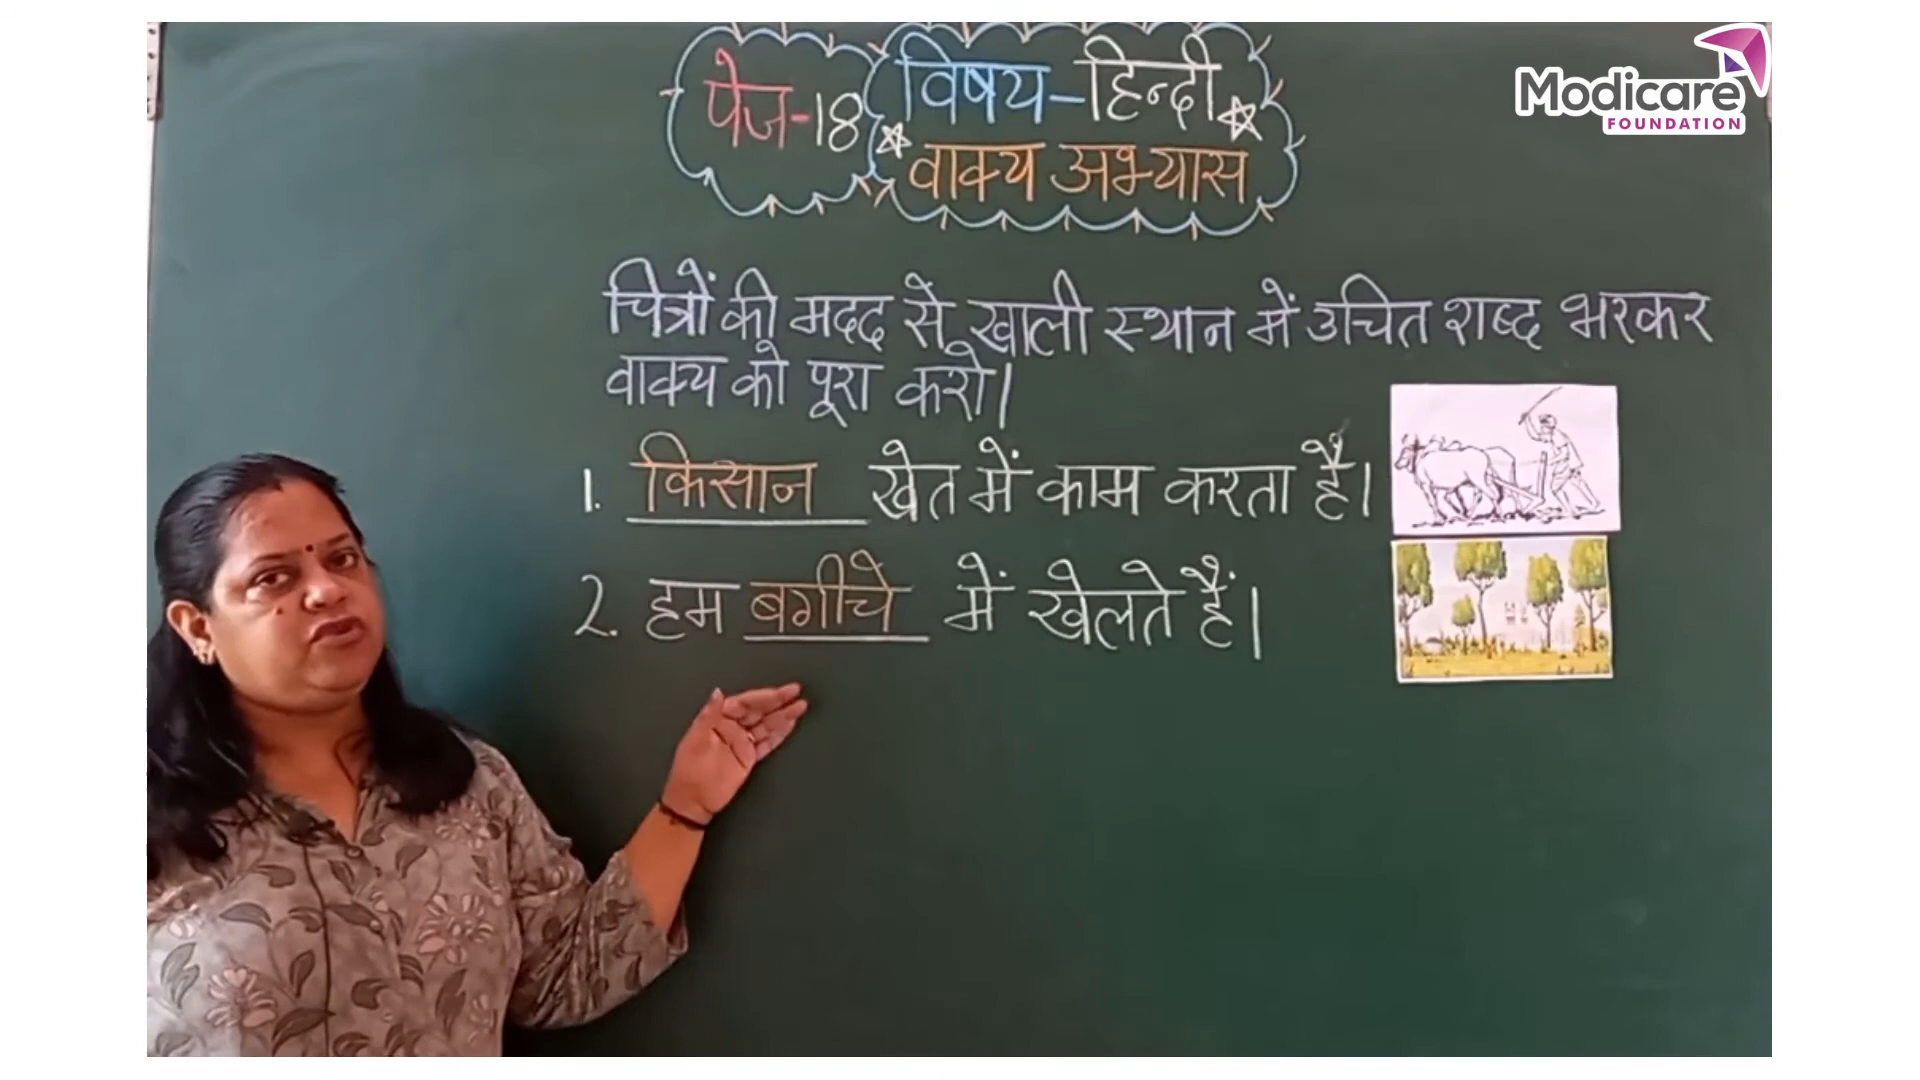 पेज-18
विषय-हिन्दी
वाक्य अभ्यास
Modicare
FOUNDATION
चित्रों की मदद से खाली स्थान में उचित शब्द भरकर
वाक्य को पूरा करो।
1. किसान खेत में काम करता है।
2. हम बगीचे में खेलते हैं।